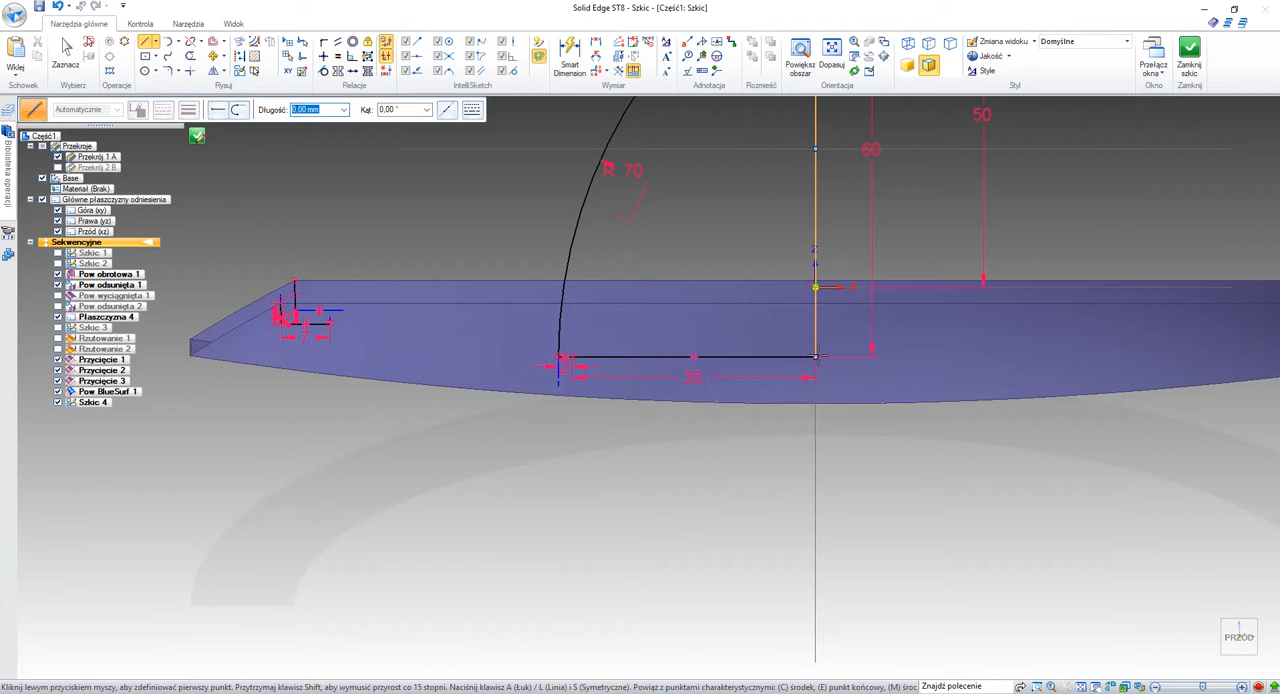 Solid Edge ST8 - Szkic - [Część1: Szkic]
Narzędzia główne
Kontrola
Narzędzia
Widok
Wklej
Zaznacz
Smart
Dimension
Powiększ
obszar
Dopasuj
Zmiana widoku
Domyślne
Jakość
Style
Przełącz
okna
Zamknij
szkic
Schowek
Wybierz
Operacje
Rysuj
Relacje
IntelliSketch
Wymiar
Adnotacja
Rozmieść
Orientacja
Styl
Okno
Zamknij
Automatycznie
Długość:
0,00 mm
Kąt:
0,00 °
Biblioteka operacji
Część1
Przekroje
Przekrój 1 A
Przekrój 2 B
Base
Materiał (Brak)
Główne płaszczyzny odniesienia
Góra (xy)
Prawa (yz)
Przód (xz)
Sekwencyjne
Szkic 1
Szkic 2
Pow obrotowa 1
Pow odsunięta 1
Pow wyciągnięta 1
Pow odsunięta 2
Płaszczyzna 4
Szkic 3
Rzutowanie 1
Rzutowanie 2
Przycięcie 1
Przycięcie 2
Przycięcie 3
Pow BlueSurf 1
Szkic 4
R 70
60
50
Z
X
7
2
35
PRZÓD
Kliknij lewym przyciskiem myszy, aby zdefiniować pierwszy punkt. Przytrzymaj klawisz Shift, aby wymusić przyrost co 15 stopni. Naciśnij klawisz A (Łuk) / L (Linia) i S (Symetryczne). Powiąż z punktami charakterystycznymi: (C) środek, (E) punkt końcowy, (M) śroc
Znajdź polecenie